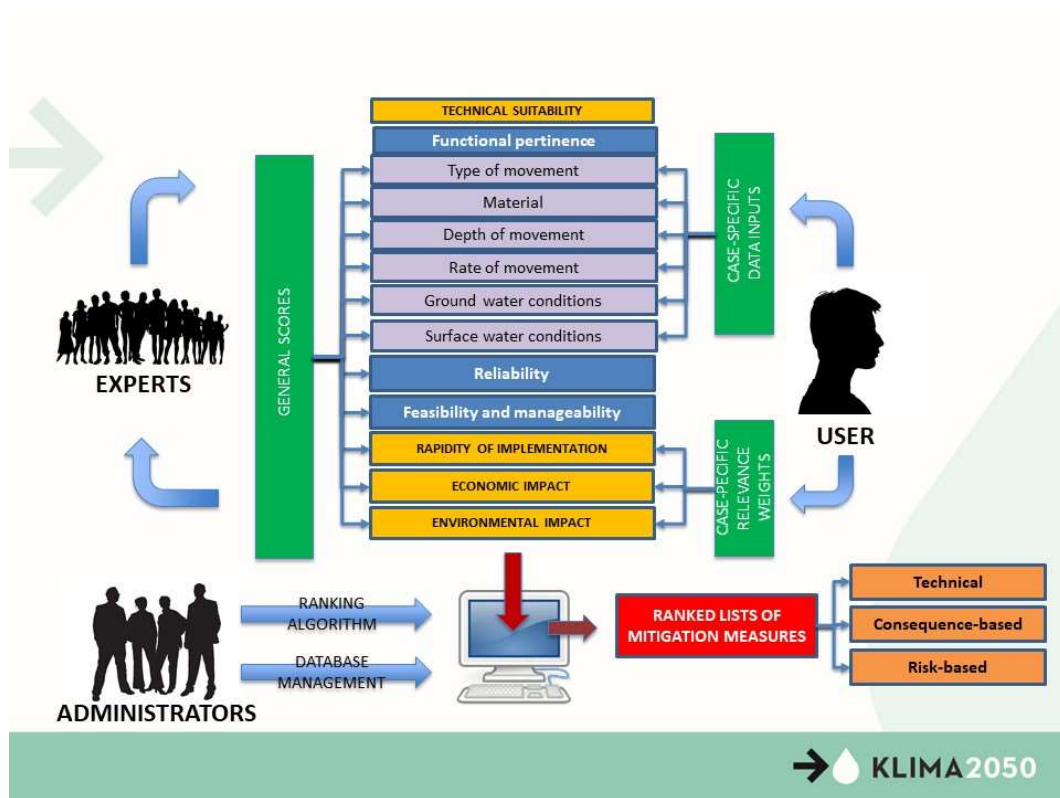 TECHNICAL SUITABILITY
Functional pertinence
Type of movement
Material
Depth of movement
Rate of movement
Ground water conditions
Surface water conditions
Reliability
Feasibility and manageability
RAPIDITY OF IMPLEMENTATION
ECONOMIC IMPACT
ENVIRONMENTAL IMPACT
GENERAL SCORES
CASE-SPECIFIC
DATA INPUTS
CASE-PECIFIC
RELEVANCE
WEIGHTS
EXPERTS
USER
ADMINISTRATORS
RANKING
ALGORITHM
DATABASE
MANAGEMENT
RANKED LISTS OF
MITIGATION MEASURES
Technical
Consequence-based
Risk-based
KLIMA2050